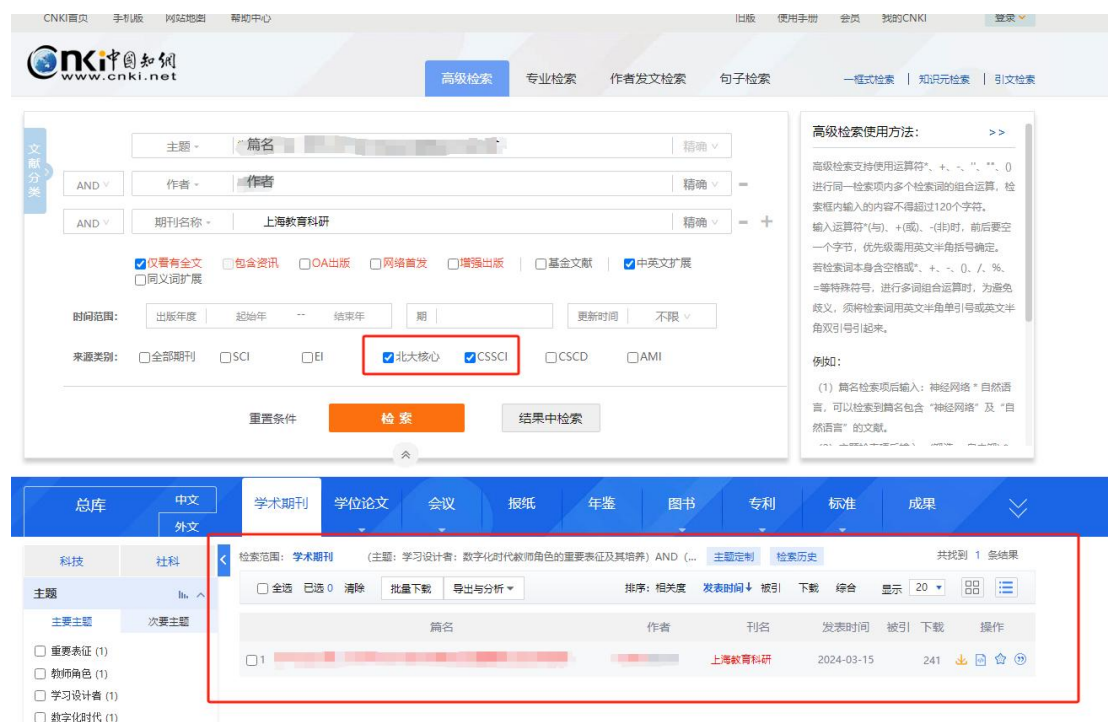 CNKI首页 手机版 网站地图 帮助中心 旧版 使用手册 会员 我的CNKI 登录
Cnki中国知网
www.cnki.net
高级检索 专业检索 作者发文检索 句子检索 一框式检索 | 知识元检索 | 引文检索
文献分类
主题 篇名 精确
AND 作者 作者 精确 -
AND 期刊名称 上海教育科研 精确 - +
仅看有全文 包含资讯 OA出版 网络首发 增强出版 基金文献 中英文扩展
同义词扩展
时间范围: 出版年度 起始年 -- 结束年 期 更新时间 不限
来源类别: 全部期刊 SCI EI 北大核心 CSSCI CSCD AMI
重置条件 检索 结果中检索
高级检索使用方法: >>
高级检索支持使用运算符*、+、-、''、""、()
进行同一检索项内多个检索词的组合运算,检
索框内输入的内容不得超过120个字符。
输入运算符*(与)、+(或)、-(非)时,前后要空
一个字节,优先级需用英文半角括号确定。
若检索词本身含空格或*、+、-、()、/、%、
=等特殊符号,进行多词组合运算时,为避免
歧义,须将检索词用英文半角单引号或英文半
角双引号引起来。
例如:
(1)篇名检索项后输入:神经网络 * 自然语
言,可以检索到篇名包含“神经网络”及“自
然语言”的文献。
总库 中文 外文 学术期刊 学位论文 会议 报纸 年鉴 图书 专利 标准 成果
科技 社科
主题
主要主题 次要主题
重要表征 (1)
教师角色 (1)
学习设计者 (1)
数字化时代 (1)
检索范围: 学术期刊 (主题: 学习设计者: 数字化时代教师角色的重要表征及其培养) AND (... 主题定制 检索历史 共找到 1 条结果
全选 已选 0 清除 批量下载 导出与分析 排序: 相关度 发表时间↓ 被引 下载 综合 显示 20
篇名 作者 刊名 发表时间 被引 下载 操作
1 上海教育科研 2024-03-15 241